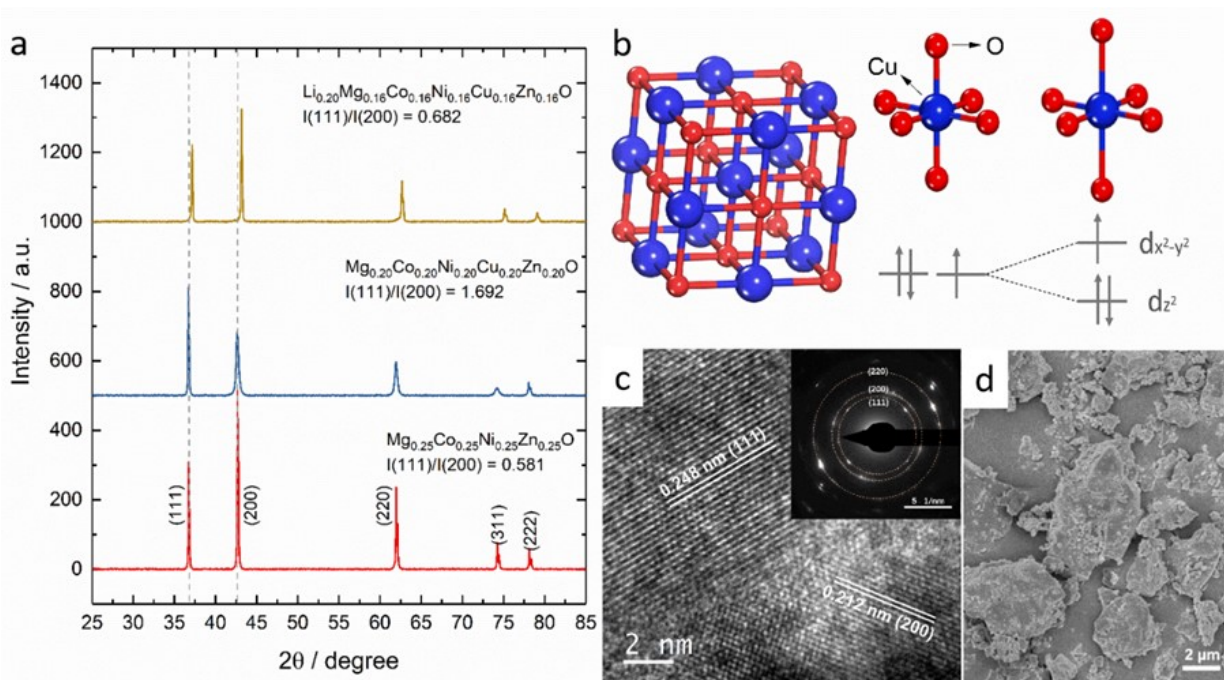 a
Intensity / a.u.
1400
1200
1000
800
600
400
200
0
Li0.20Mg0.16Co0.16Ni0.16Cu0.16Zn0.16O
I(111)/I(200) = 0.682
Mg0.20Co0.20Ni0.20Cu0.20Zn0.20O
I(111)/I(200) = 1.692
Mg0.25Co0.25Ni0.25Zn0.25O
I(111)/I(200) = 0.581
(111)
(200)
(220)
(311)
(222)
25 30 35 40 45 50 55 60 65 70 75 80 85
2θ / degree
b
Cu
O
dx²-y²
dz²
c
0.248 nm (111)
0.212 nm (200)
2 nm
(220)
(200)
(111)
5 1/nm
d
2 µm